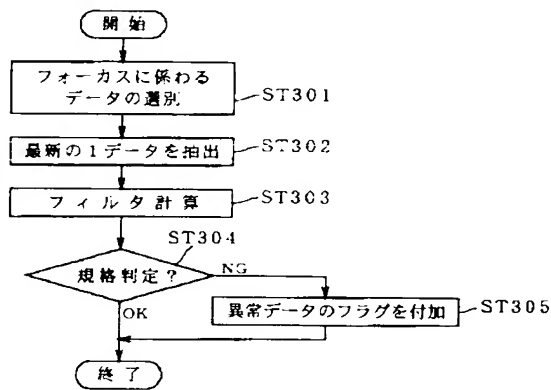 開始
フォーカスに係わる
データの選別
ST301
最新の1データを抽出
ST302
フィルタ計算
ST303
ST304
規格判定?
NG
OK
異常データのフラグを付加
ST305
終了